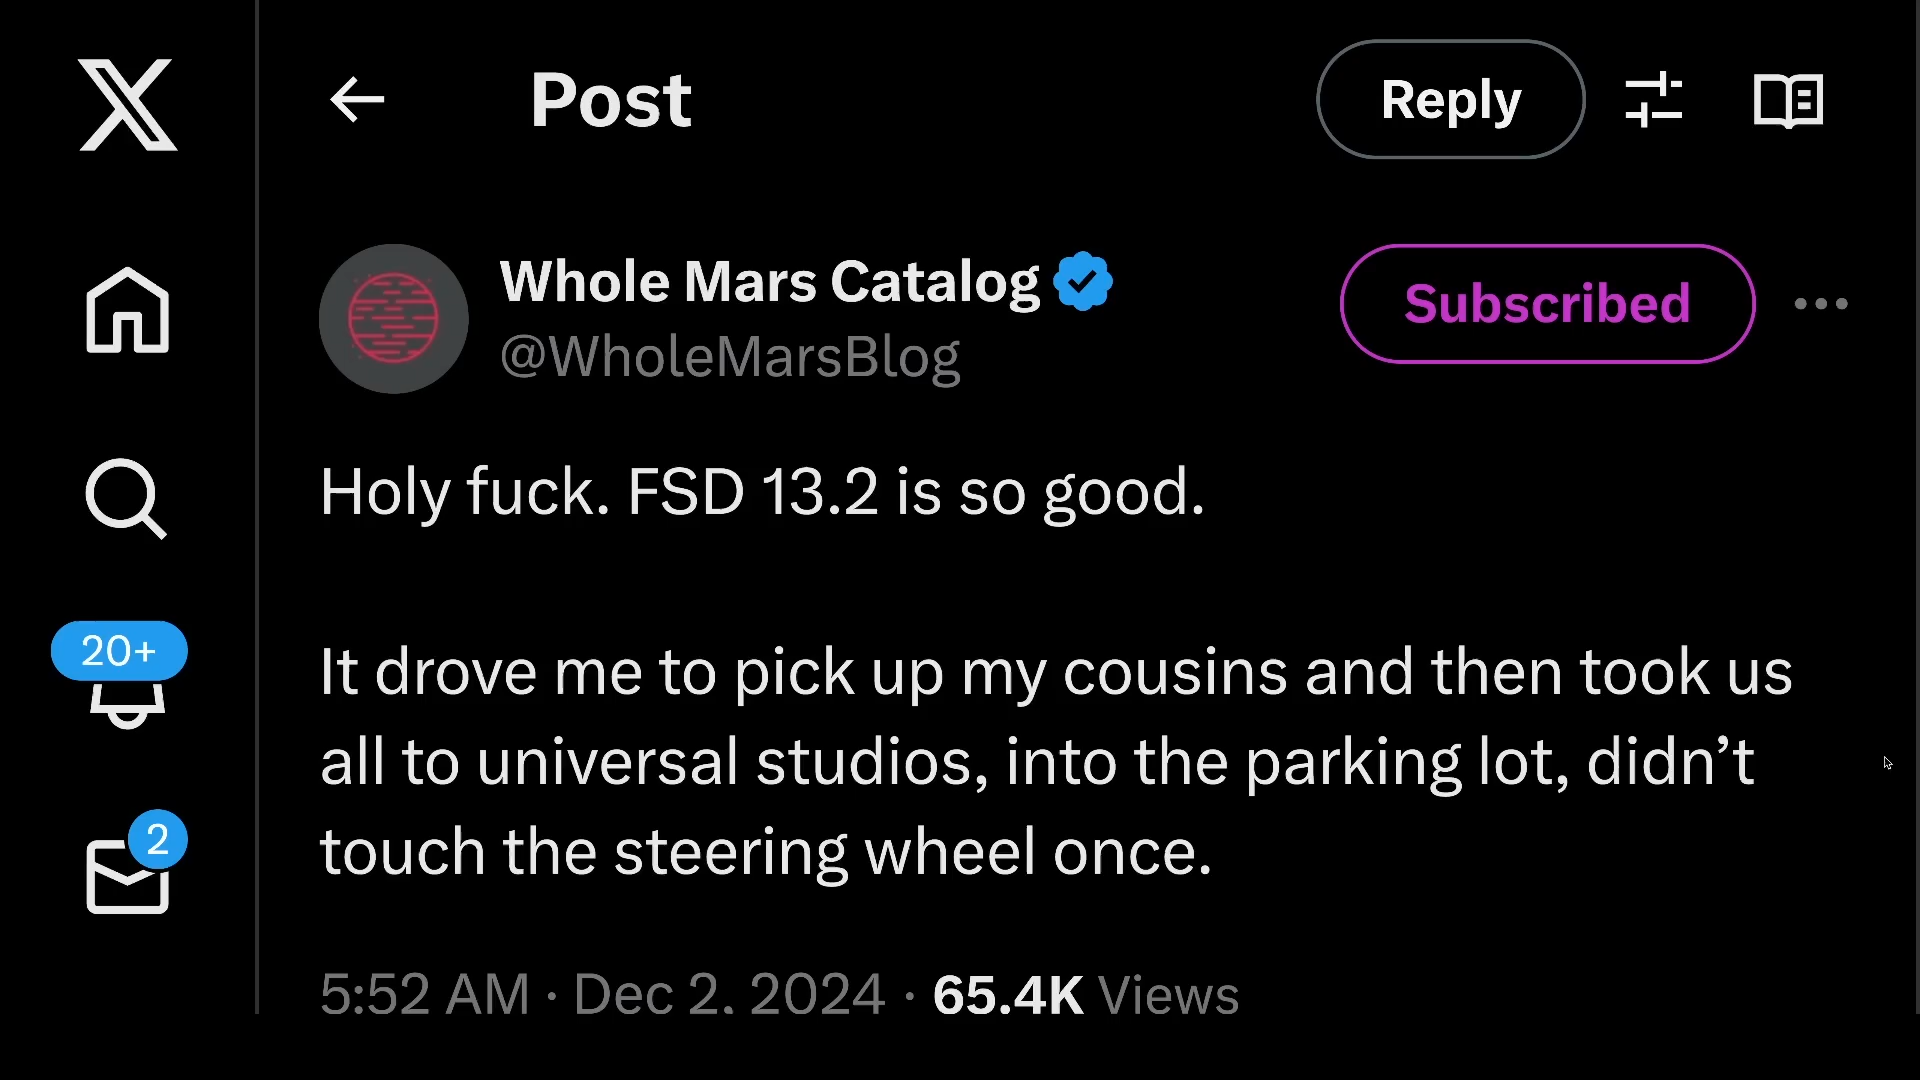 Post
Reply
Whole Mars Catalog
@WholeMarsBlog
Subscribed
Holy fuck. FSD 13.2 is so good.
It drove me to pick up my cousins and then took us
all to universal studios, into the parking lot, didn’t
touch the steering wheel once.
5:52 AM · Dec 2, 2024 · 65.4K Views
20+
2